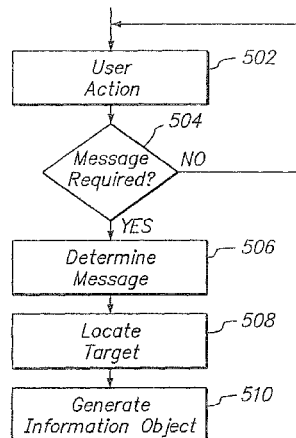 User
Action
502
504
Message
Required?
NO
YES
Determine
Message
506
Locate
Target
508
Generate
Information Object
510